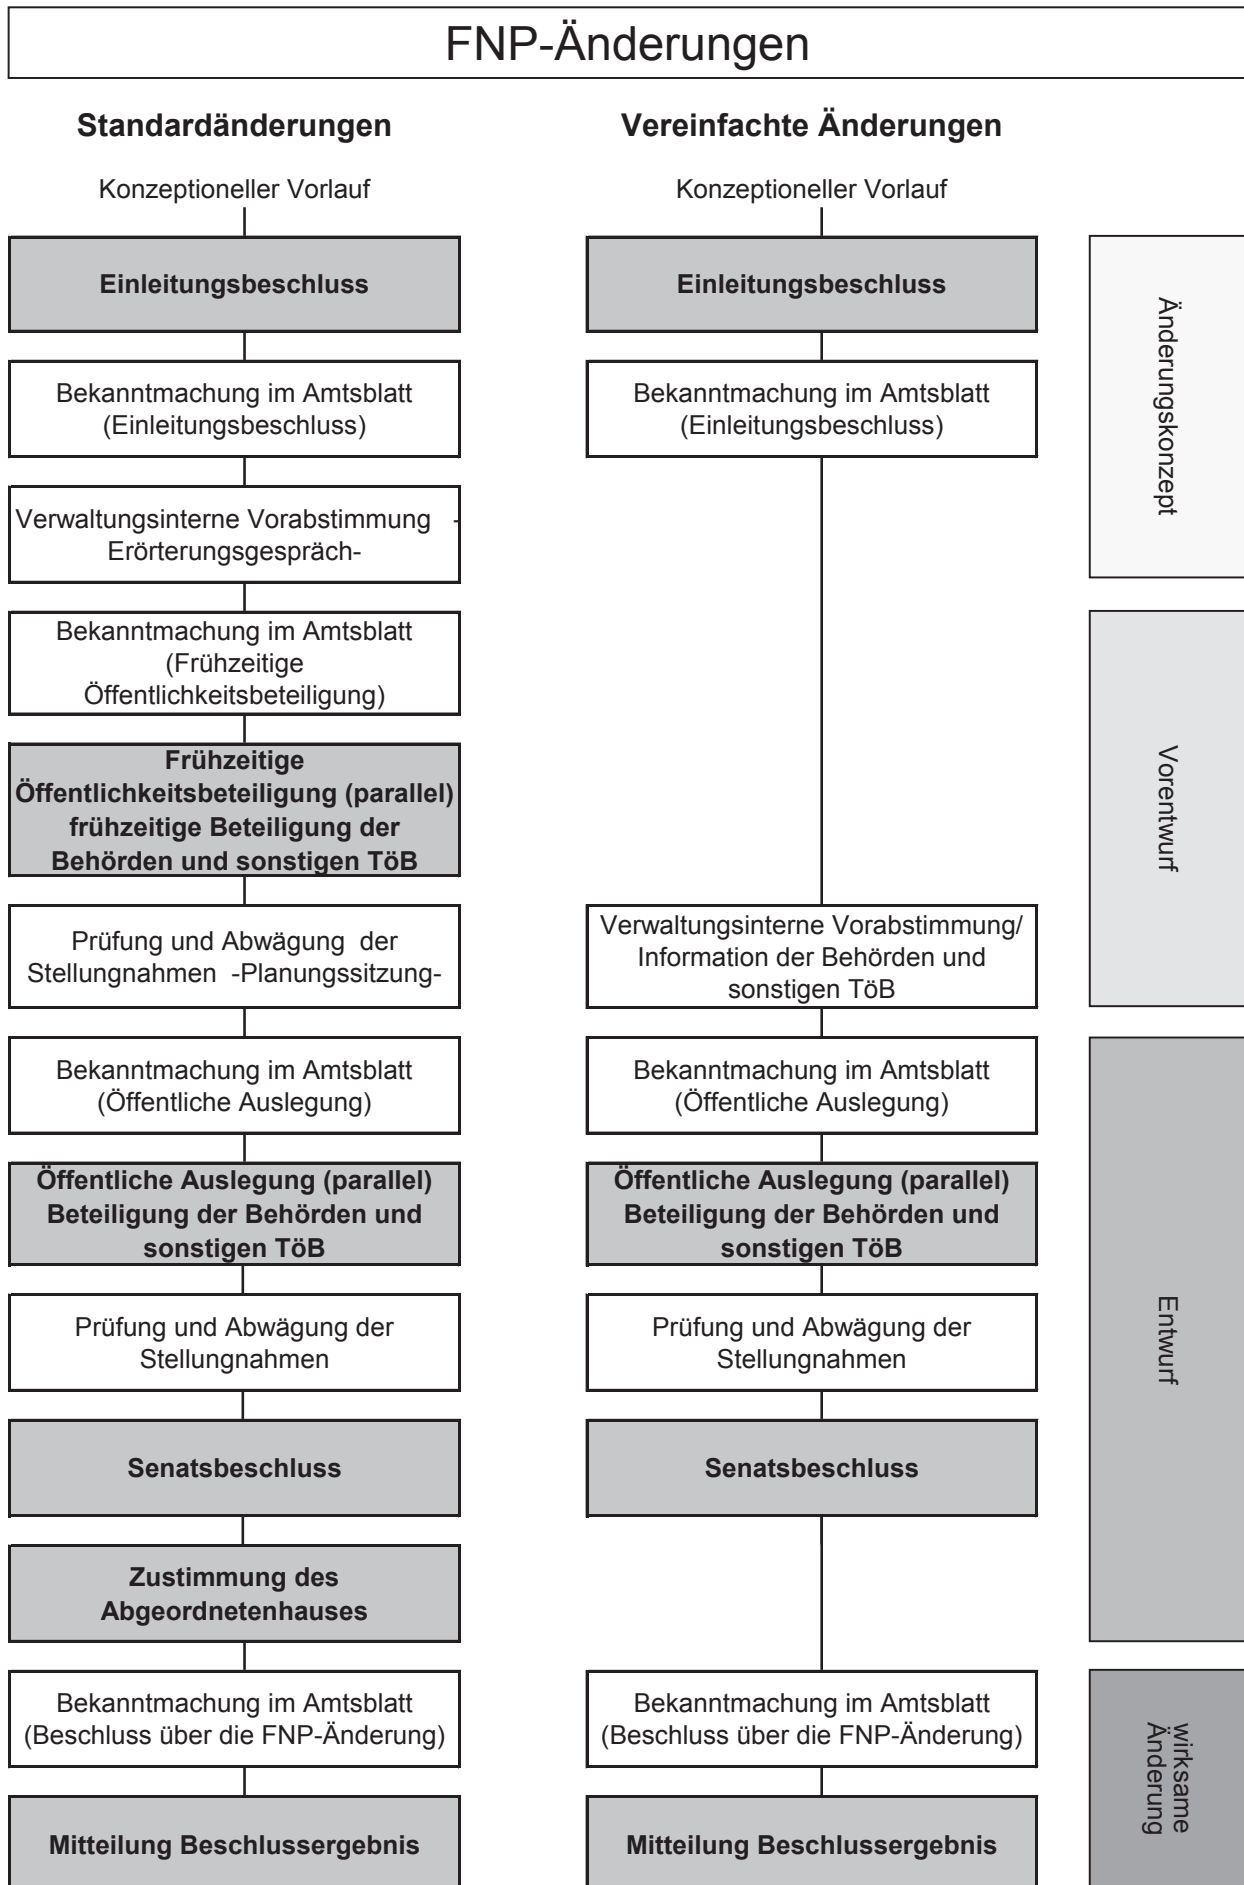 FNP-Änderungen
Standardänderungen
Konzeptioneller Vorlauf
Einleitungsbeschluss
Bekanntmachung im Amtsblatt
(Einleitungsbeschluss)
Verwaltungsinterne Vorabstimmung -
Erörterungsgespräch-
Bekanntmachung im Amtsblatt
(Frühzeitige
Öffentlichkeitsbeteiligung)
Frühzeitige
Öffentlichkeitsbeteiligung (parallel)
frühzeitige Beteiligung der
Behörden und sonstigen TöB
Prüfung und Abwägung der
Stellungnahmen -Planungssitzung-
Bekanntmachung im Amtsblatt
(Öffentliche Auslegung)
Öffentliche Auslegung (parallel)
Beteiligung der Behörden und
sonstigen TöB
Prüfung und Abwägung der
Stellungnahmen
Senatsbeschluss
Zustimmung des
Abgeordnetenhauses
Bekanntmachung im Amtsblatt
(Beschluss über die FNP-Änderung)
Mitteilung Beschlussergebnis
Vereinfachte Änderungen
Konzeptioneller Vorlauf
Einleitungsbeschluss
Bekanntmachung im Amtsblatt
(Einleitungsbeschluss)
Verwaltungsinterne Vorabstimmung/
Information der Behörden und
sonstigen TöB
Bekanntmachung im Amtsblatt
(Öffentliche Auslegung)
Öffentliche Auslegung (parallel)
Beteiligung der Behörden und
sonstigen TöB
Prüfung und Abwägung der
Stellungnahmen
Senatsbeschluss
Bekanntmachung im Amtsblatt
(Beschluss über die FNP-Änderung)
Mitteilung Beschlussergebnis
Änderungskonzept
Vorentwurf
Entwurf
wirksame
Änderung